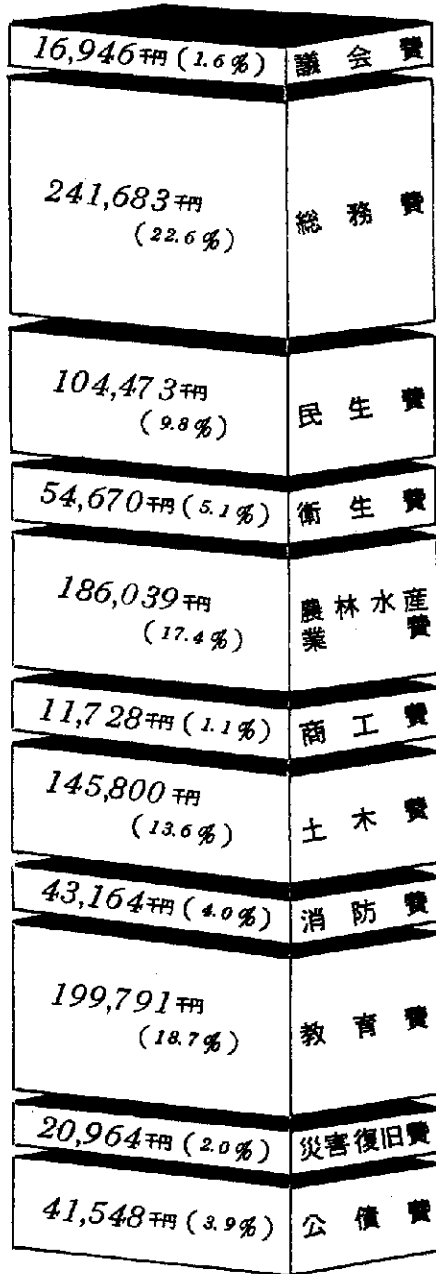 16,946千円(1.6%) 議会費
241,683千円
(22.6%)
総務費
104,473千円
(9.8%)
民生費
54,670千円(5.1%) 衛生費
186,039千円
(17.4%)
農林水産
業費
11,728千円(1.1%) 商工費
145,800千円
(13.6%)
土木費
43,164千円(4.0%) 消防費
199,791千円
(18.7%)
教育費
20,964千円(2.0%) 災害復旧費
41,548千円(3.9%) 公債費